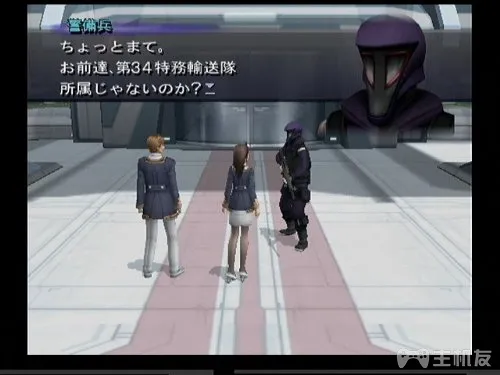 警備兵
ちょっとまて。
お前達、第34特務輸送隊
所属じゃないのか？
主机友